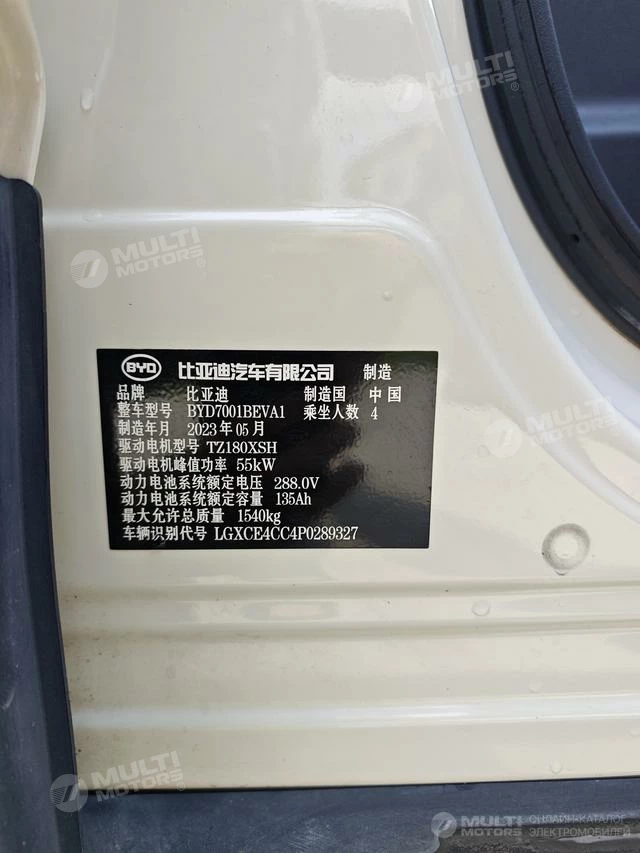 MULTI
MOTORS
MULTI
MOTORS
BYD 比亚迪汽车有限公司 制造
品牌 比亚迪 制造国 中国
整车型号 BYD7001BEVA1 乘坐人数 4
制造年月 2023年05月
驱动电机型号 TZ180XSH
驱动电机峰值功率 55kW
动力电池系统额定电压 288.0V
动力电池系统额定容量 135Ah
最大允许总质量 1540kg
车辆识别代号 LGXCE4CC4P0289327
MULTI
MOTORS
MULTI
MOTORS
ОНЛАЙН-КАТАЛОГ
ЭЛЕКТРОМОБИЛЕЙ